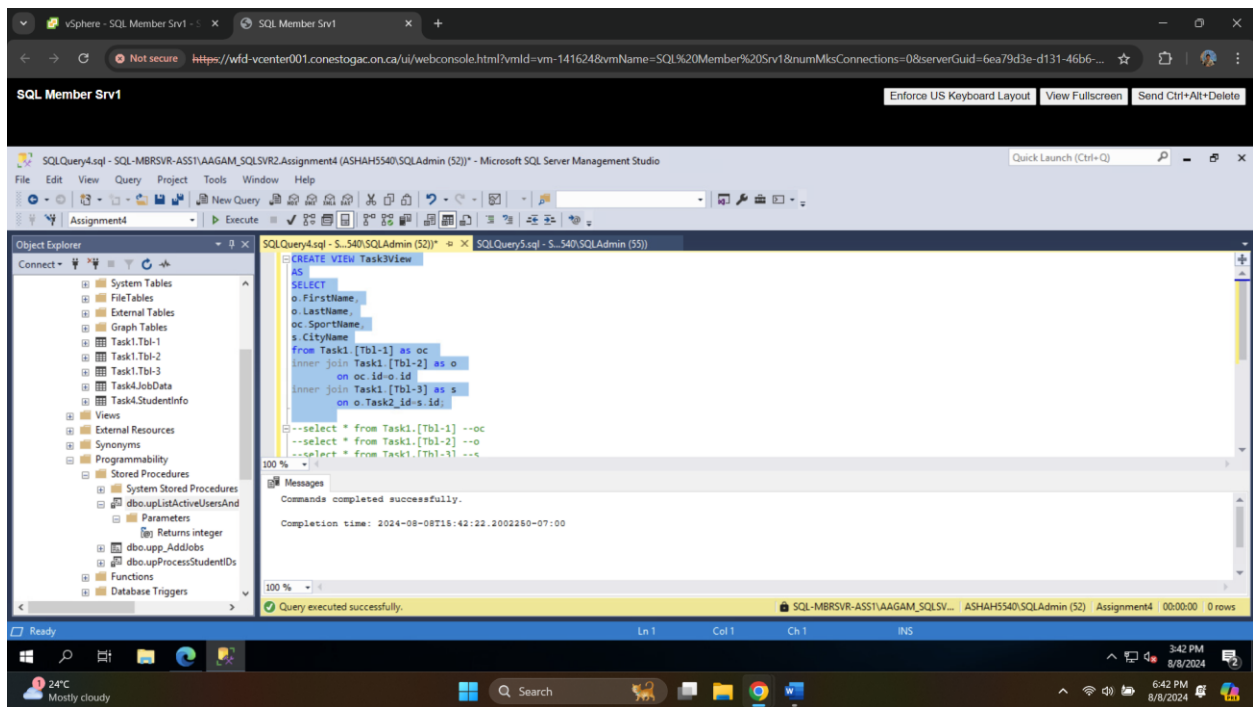 vSphere - SQL Member Srv1 - S
SQL Member Srv1
Not secure https://wfd-vcenter001.conestogac.on.ca/ui/webconsole.html?vmId=vm-141624&vmName=SQL%20Member%20Srv1&numMksConnections=0&serverGuid=6ea79d3e-d131-46b6-...
SQL Member Srv1
Enforce US Keyboard Layout View Fullscreen Send Ctrl+Alt+Delete
SQLQuery4.sql - SQL-MBRSVR-ASS1\AAGAM_SQLSVR2.Assignment4 (ASHAH5540\SQLAdmin (52))* - Microsoft SQL Server Management Studio
Quick Launch (Ctrl+Q)
File Edit View Query Project Tools Window Help
New Query
Assignment4 Execute
Object Explorer
Connect
System Tables
FileTables
External Tables
Graph Tables
Task1.Tbl-1
Task1.Tbl-2
Task1.Tbl-3
Task4.JobData
Task4.StudentInfo
Views
External Resources
Synonyms
Programmability
Stored Procedures
System Stored Procedures
dbo.upListActiveUsersAnd
Parameters
Returns integer
dbo.upp_AddJobs
dbo.upProcessStudentIDs
Functions
Database Triggers
SQLQuery4.sql - S...540\SQLAdmin (52))* SQLQuery5.sql - S...540\SQLAdmin (55))
CREATE VIEW Task3View
AS
SELECT
o.FirstName,
o.LastName,
oc.SportName,
s.CityName
from Task1.[Tbl-1] as oc
inner join Task1.[Tbl-2] as o
on oc.id=o.id
inner join Task1.[Tbl-3] as s
on o.Task2_id=s.id;
--select * from Task1.[Tbl-1] --oc
--select * from Task1.[Tbl-2] --o
--select * from Task1.[Tbl-3] --s
100 %
Messages
Commands completed successfully.
Completion time: 2024-08-08T15:42:22.2002250-07:00
100 %
Query executed successfully.
SQL-MBRSVR-ASS1\AAGAM_SQLSV... ASHAH5540\SQLAdmin (52) Assignment4 00:00:00 0 rows
Ready Ln 1 Col 1 Ch 1 INS
3:42 PM
8/8/2024
2
1
24°C
Mostly cloudy
Search
6:42 PM
8/8/2024